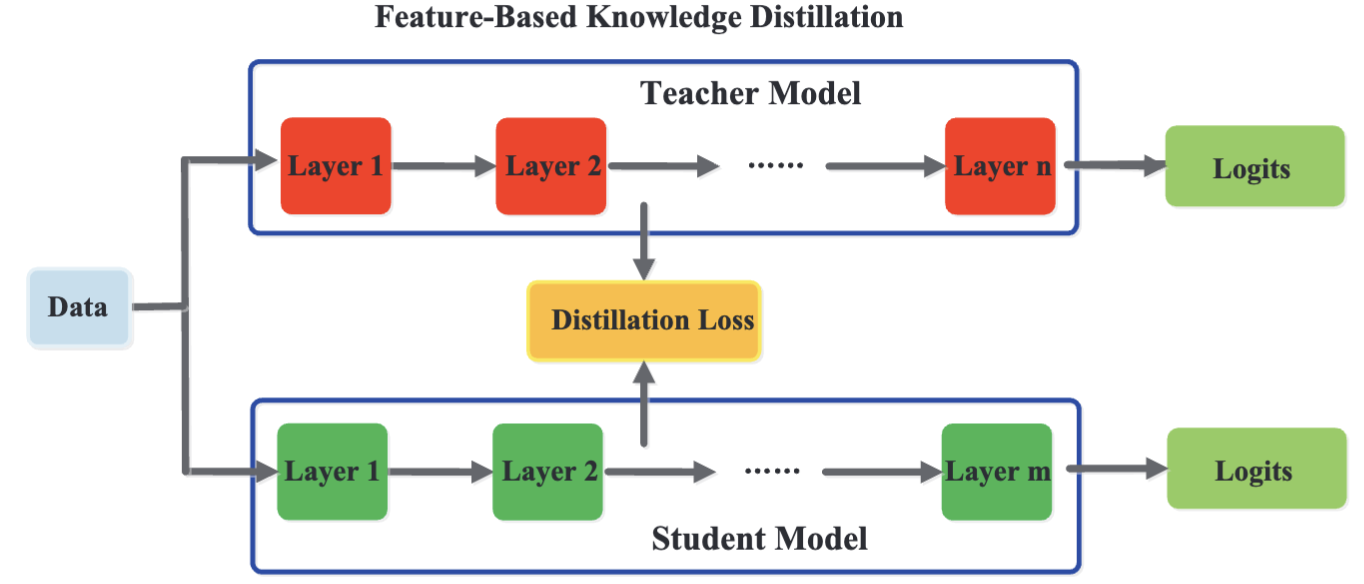 Feature-Based Knowledge Distillation
Teacher Model
Layer 1
Layer 2
......
Layer n
Logits
Data
Distillation Loss
Layer 1
Layer 2
......
Layer m
Logits
Student Model